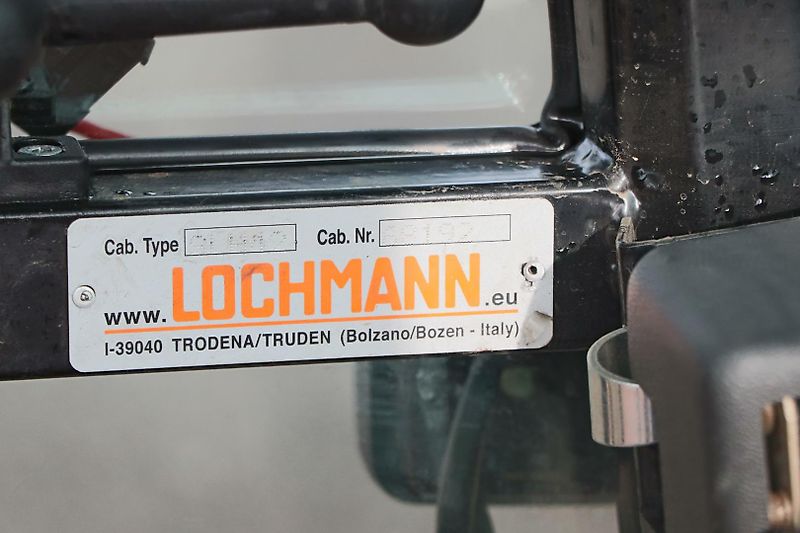 Cab. Type Cab. Nr.
www.LOCHMANN.eu
I-39040 TRODENA/TRUDEN (Bolzano/Bozen - Italy)